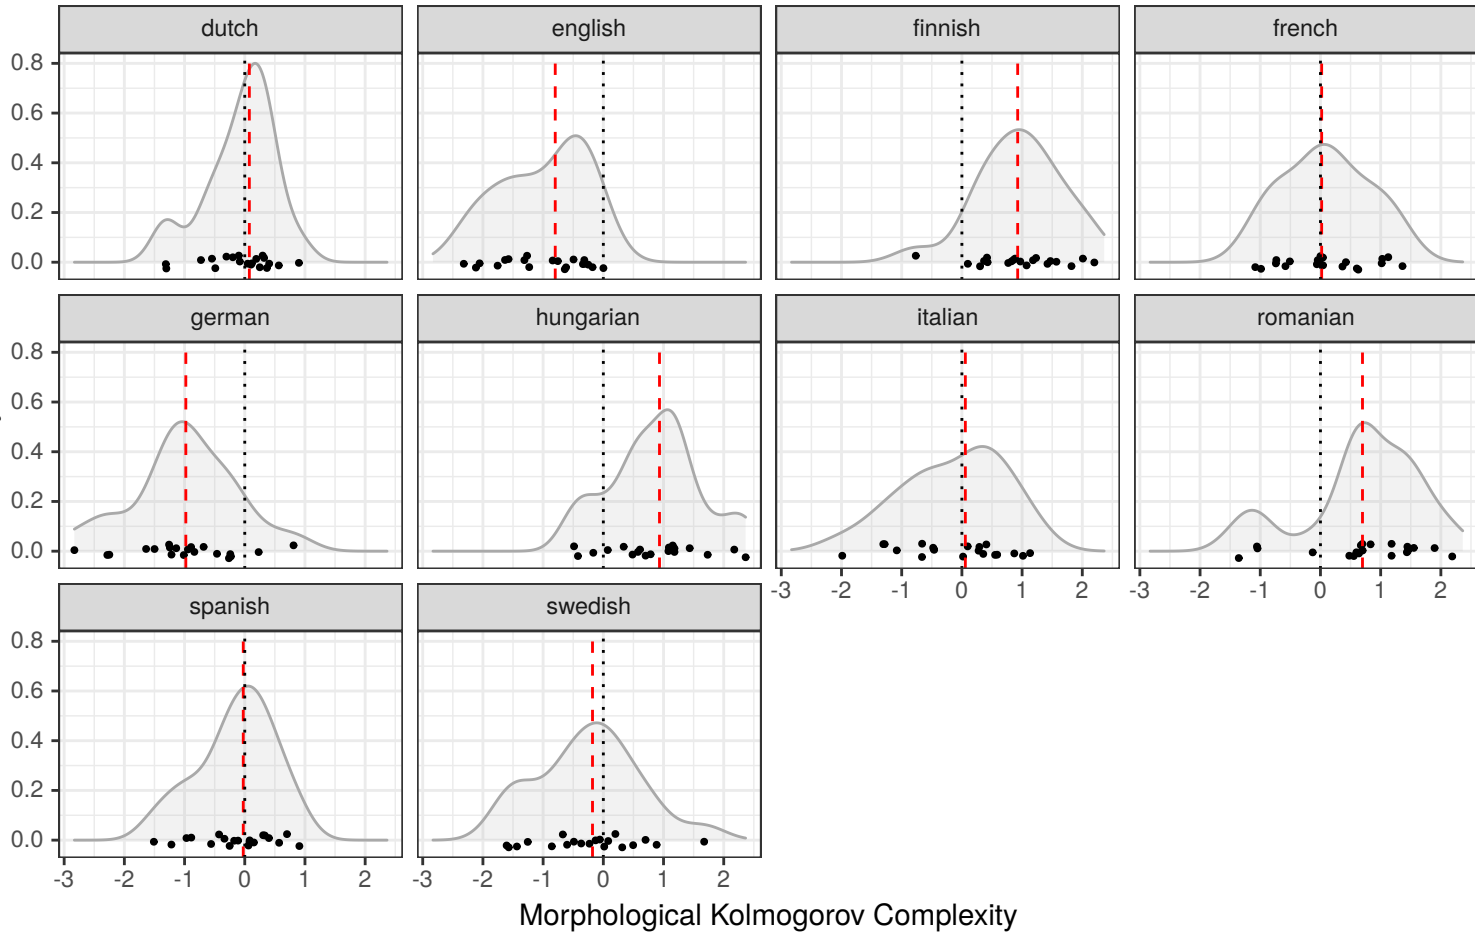 dutch english finnish french
0.8
0.6
0.4
0.2
0.0
german hungarian italian romanian
0.8
0.6
0.4
0.2
0.0
-3 -2 -1 0 1 2 -3 -2 -1 0 1 2
spanish swedish
0.8
0.6
0.4
0.2
0.0
-3 -2 -1 0 1 2 -3 -2 -1 0 1 2
Morphological Kolmogorov Complexity